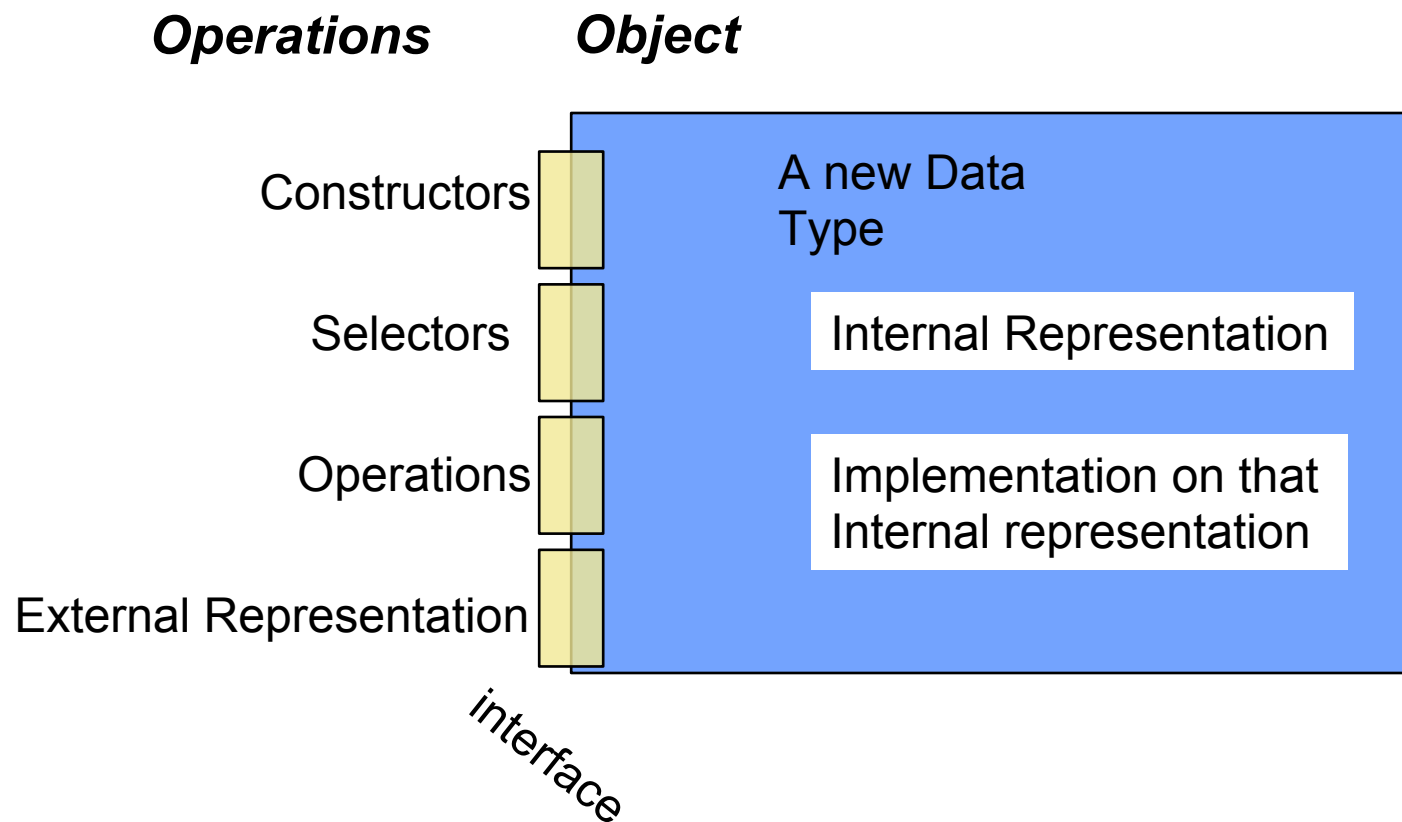 Operations
Object
Constructors
A new Data
Type
Selectors
Internal Representation
Operations
Implementation on that
Internal representation
External Representation
interface